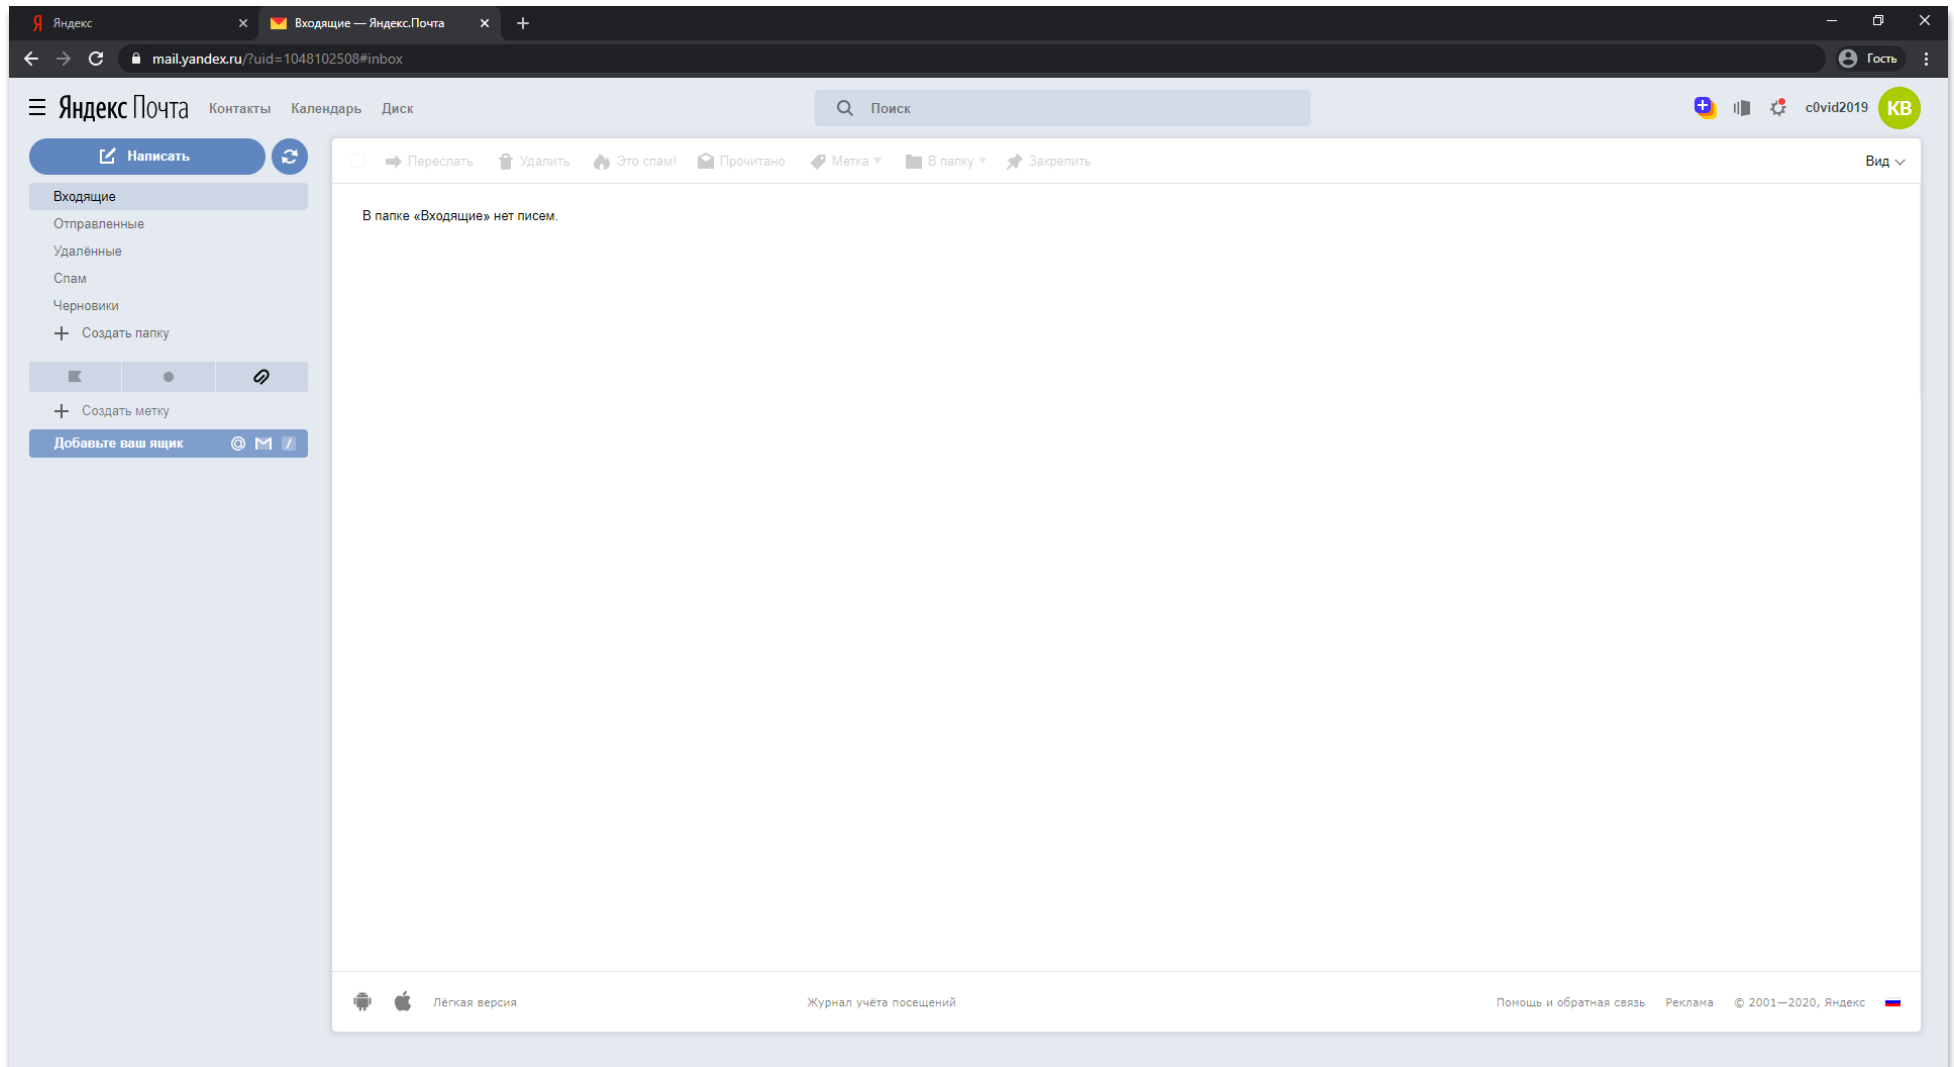 Яндекс
Входящие — Яндекс.Почта
mail.yandex.ru/?uid=1048102508#inbox
Гость
Яндекс Почта Контакты Календарь Диск
Поиск
c0vid2019 КВ
Написать
Переслать Удалить Это спам! Прочитано Метка В папку Закрепить
Вид
Входящие
Отправленные
Удалённые
Спам
Черновики
Создать папку
Создать метку
Добавьте ваш ящик
В папке «Входящие» нет писем.
Лёгкая версия
Журнал учёта посещений
Помощь и обратная связь Реклама © 2001—2020, Яндекс